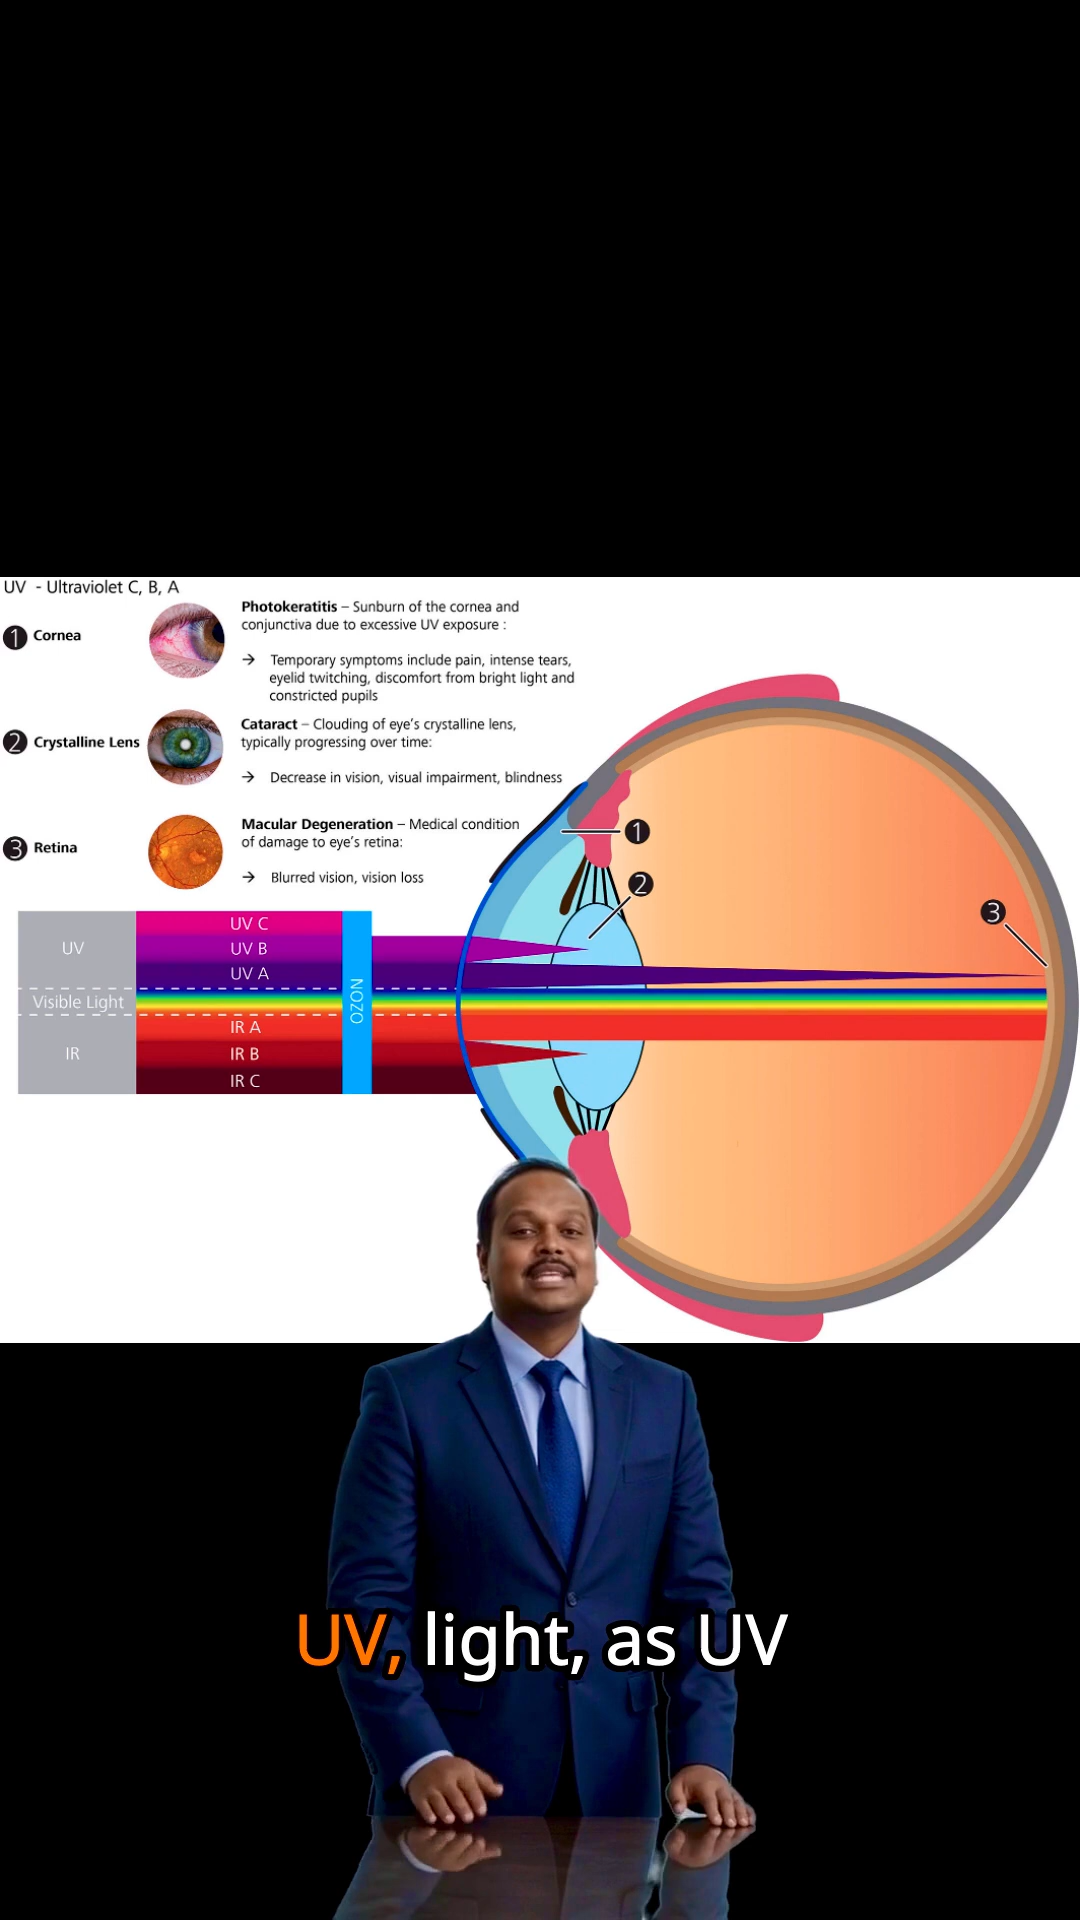 UV - Ultraviolet C, B, A
1 Cornea
Photokeratitis – Sunburn of the cornea and
conjunctiva due to excessive UV exposure :
→ Temporary symptoms include pain, intense tears,
eyelid twitching, discomfort from bright light and
constricted pupils
2 Crystalline Lens
Cataract – Clouding of eye's crystalline lens,
typically progressing over time:
→ Decrease in vision, visual impairment, blindness
3 Retina
Macular Degeneration – Medical condition
of damage to eye's retina:
→ Blurred vision, vision loss
1
2
3
UV
Visible Light
IR
UV C
UV B
UV A
IR A
IR B
IR C
OZON
UV, light, as UV